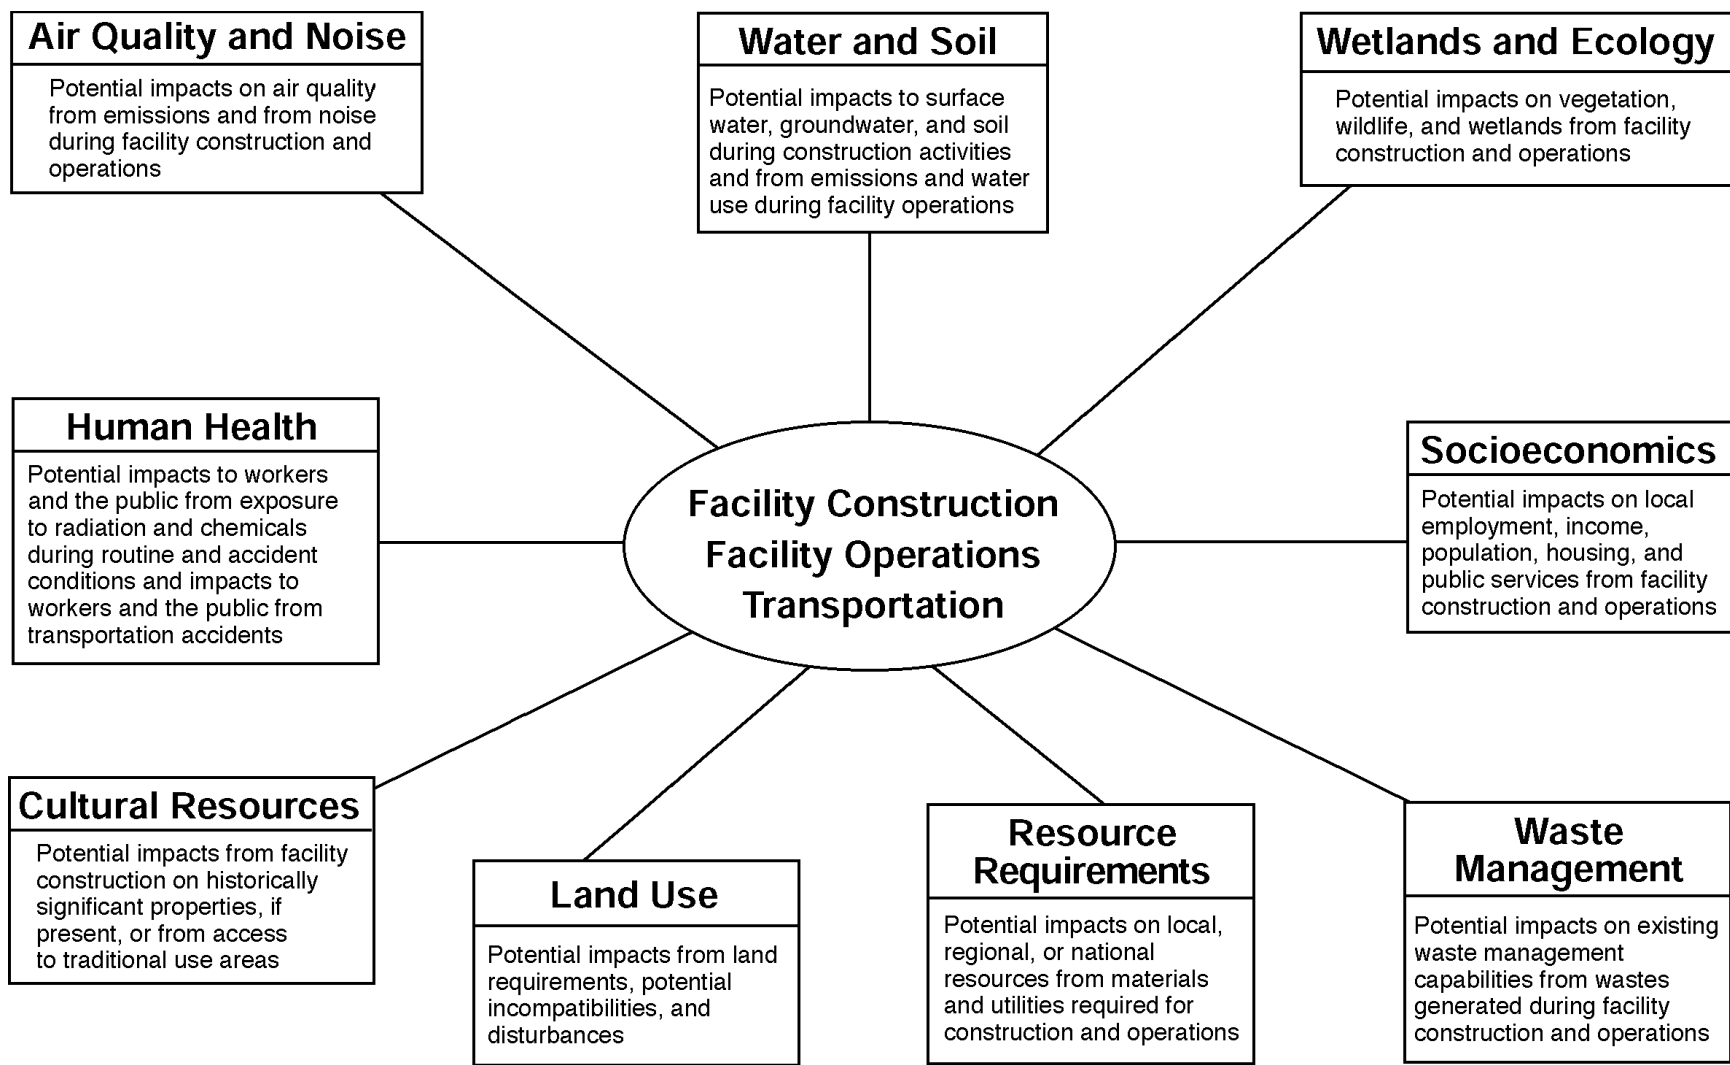 Air Quality and Noise
Potential impacts on air quality
from emissions and from noise
during facility construction and
operations
Water and Soil
Potential impacts to surface
water, groundwater, and soil
during construction activities
and from emissions and water
use during facility operations
Wetlands and Ecology
Potential impacts on vegetation,
wildlife, and wetlands from facility
construction and operations
Human Health
Potential impacts to workers
and the public from exposure
to radiation and chemicals
during routine and accident
conditions and impacts to
workers and the public from
transportation accidents
Facility Construction
Facility Operations
Transportation
Socioeconomics
Potential impacts on local
employment, income,
population, housing, and
public services from facility
construction and operations
Cultural Resources
Potential impacts from facility
construction on historically
significant properties, if
present, or from access
to traditional use areas
Land Use
Potential impacts from land
requirements, potential
incompatibilities, and
disturbances
Resource
Requirements
Potential impacts on local,
regional, or national
resources from materials
and utilities required for
construction and operations
Waste
Management
Potential impacts on existing
waste management
capabilities from wastes
generated during facility
construction and operations